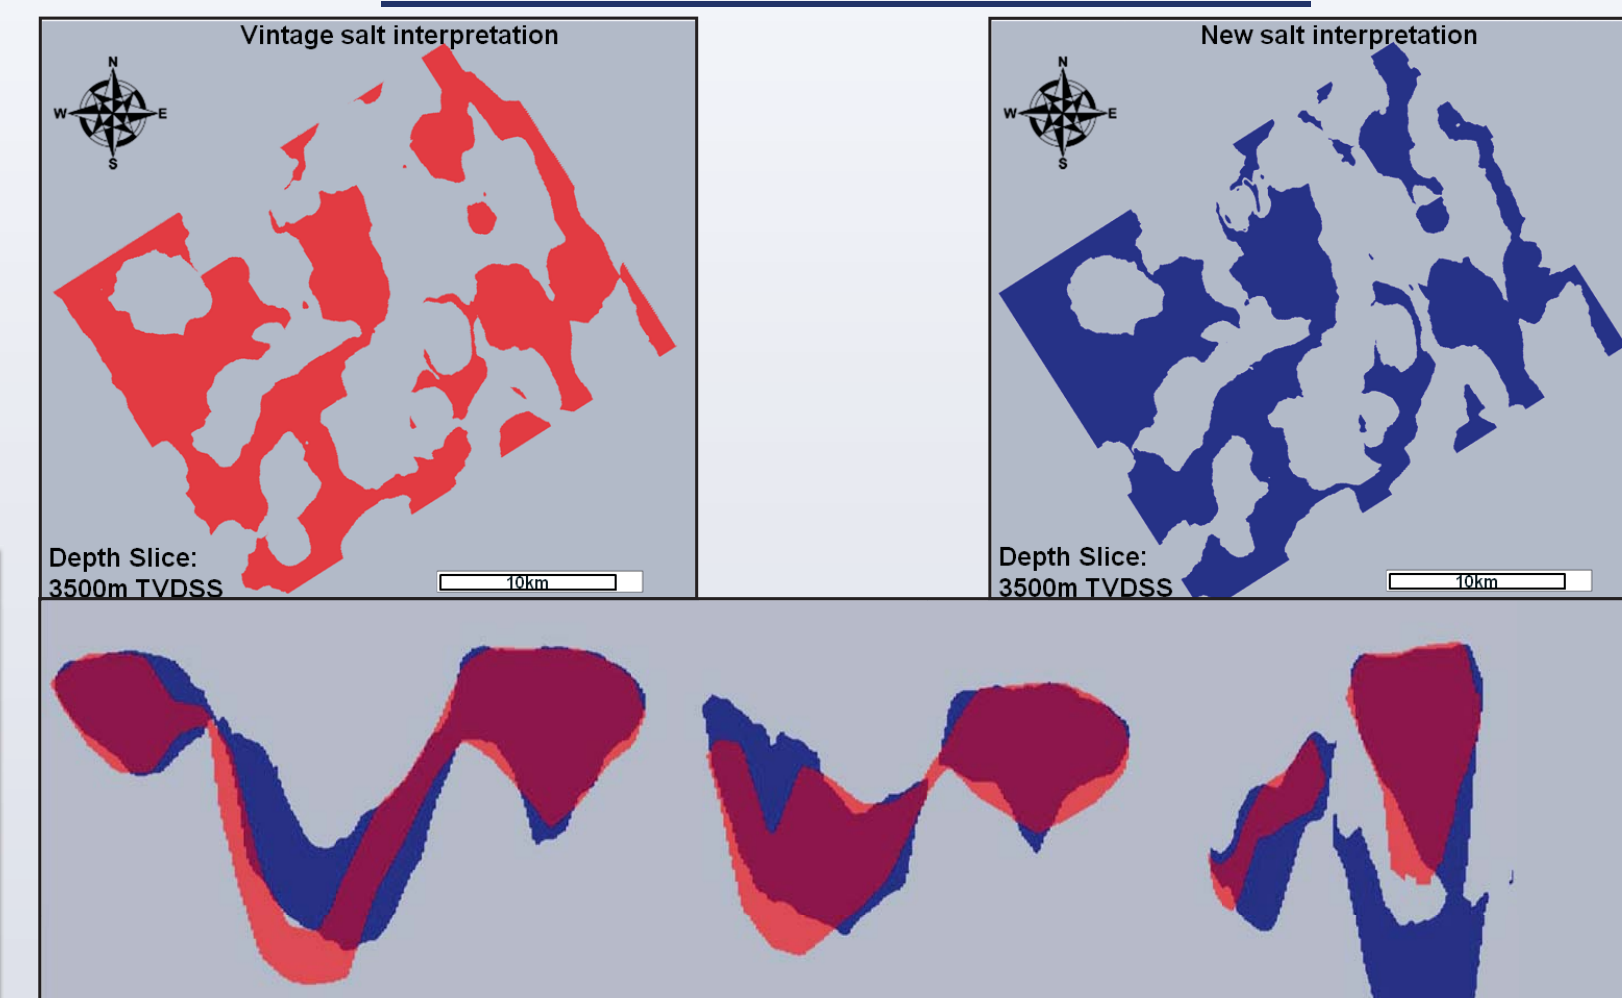 Vintage salt interpretation
N
W E
S
Depth Slice:
3500m TVDSS
10km
New salt interpretation
N
W E
S
Depth Slice:
3500m TVDSS
10km